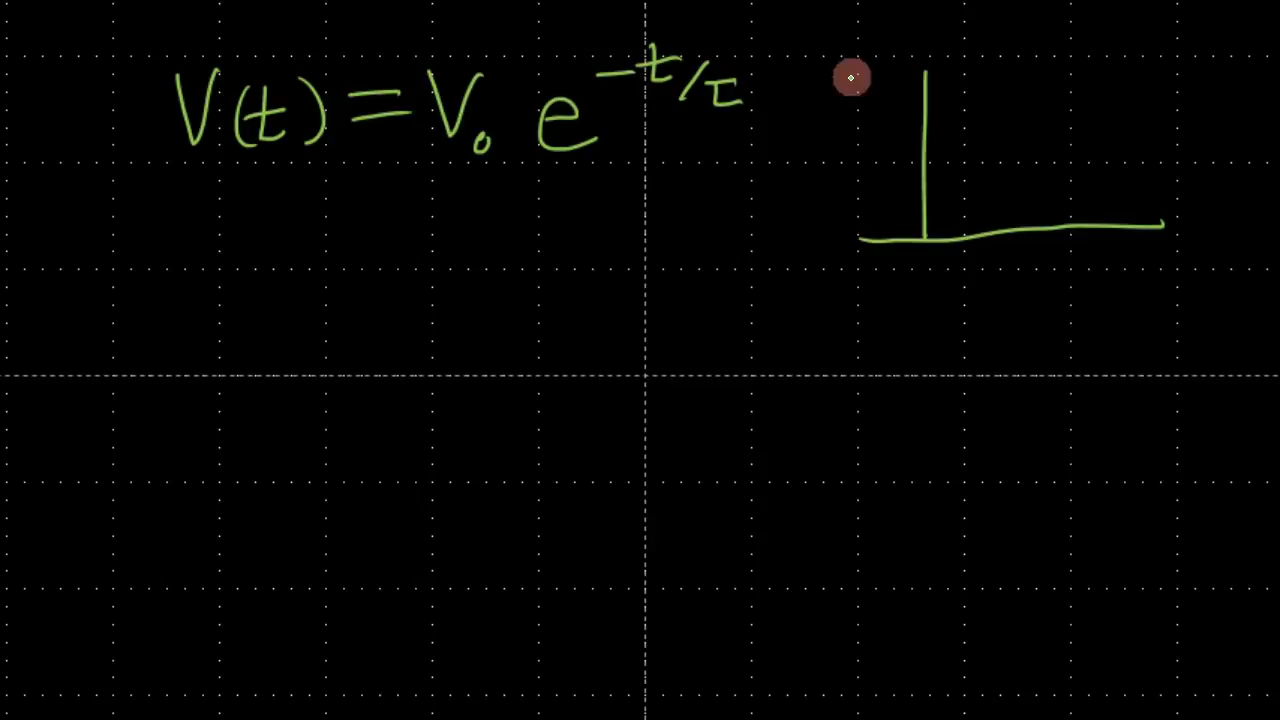 V(t) = V₀ e^{-t/τ}